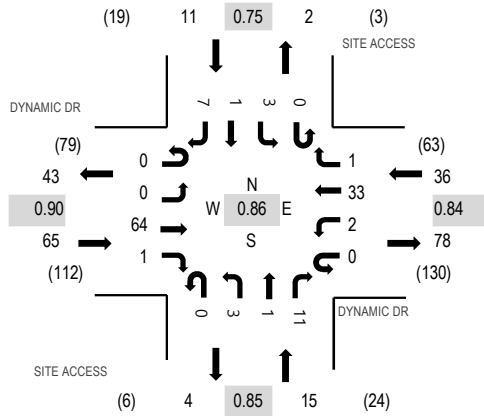 (19) 11 0.75 2 (3)
SITE ACCESS
DYNAMIC DR
7 1 3 0
(79) (63)
43 0 1 36
0 N 33
0.90 W 0.86 E 0.84
64 2
65 S 78
1 0
(112) (130)
0 3 1 11
DYNAMIC DR
SITE ACCESS
(6) 4 0.85 15 (24)